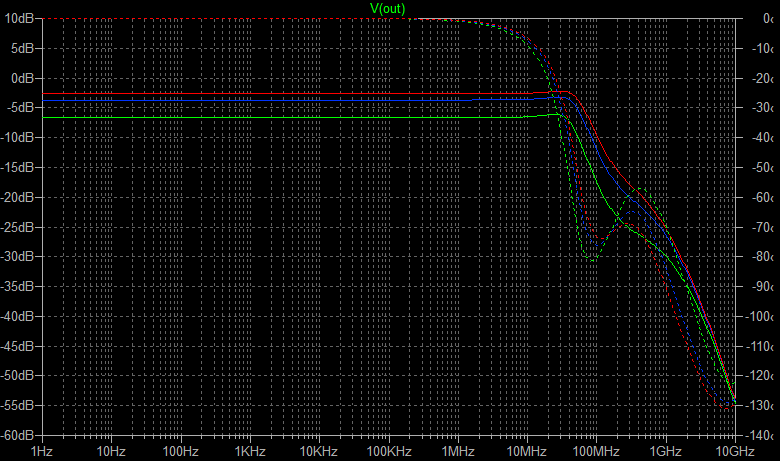 V(out)
10dB
5dB
0dB
-5dB
-10dB
-15dB
-20dB
-25dB
-30dB
-35dB
-40dB
-45dB
-50dB
-55dB
-60dB
0
-10
-20
-30
-40
-50
-60
-70
-80
-90
-100
-110
-120
-130
-140
1Hz 10Hz 100Hz 1KHz 10KHz 100KHz 1MHz 10MHz 100MHz 1GHz 10GHz